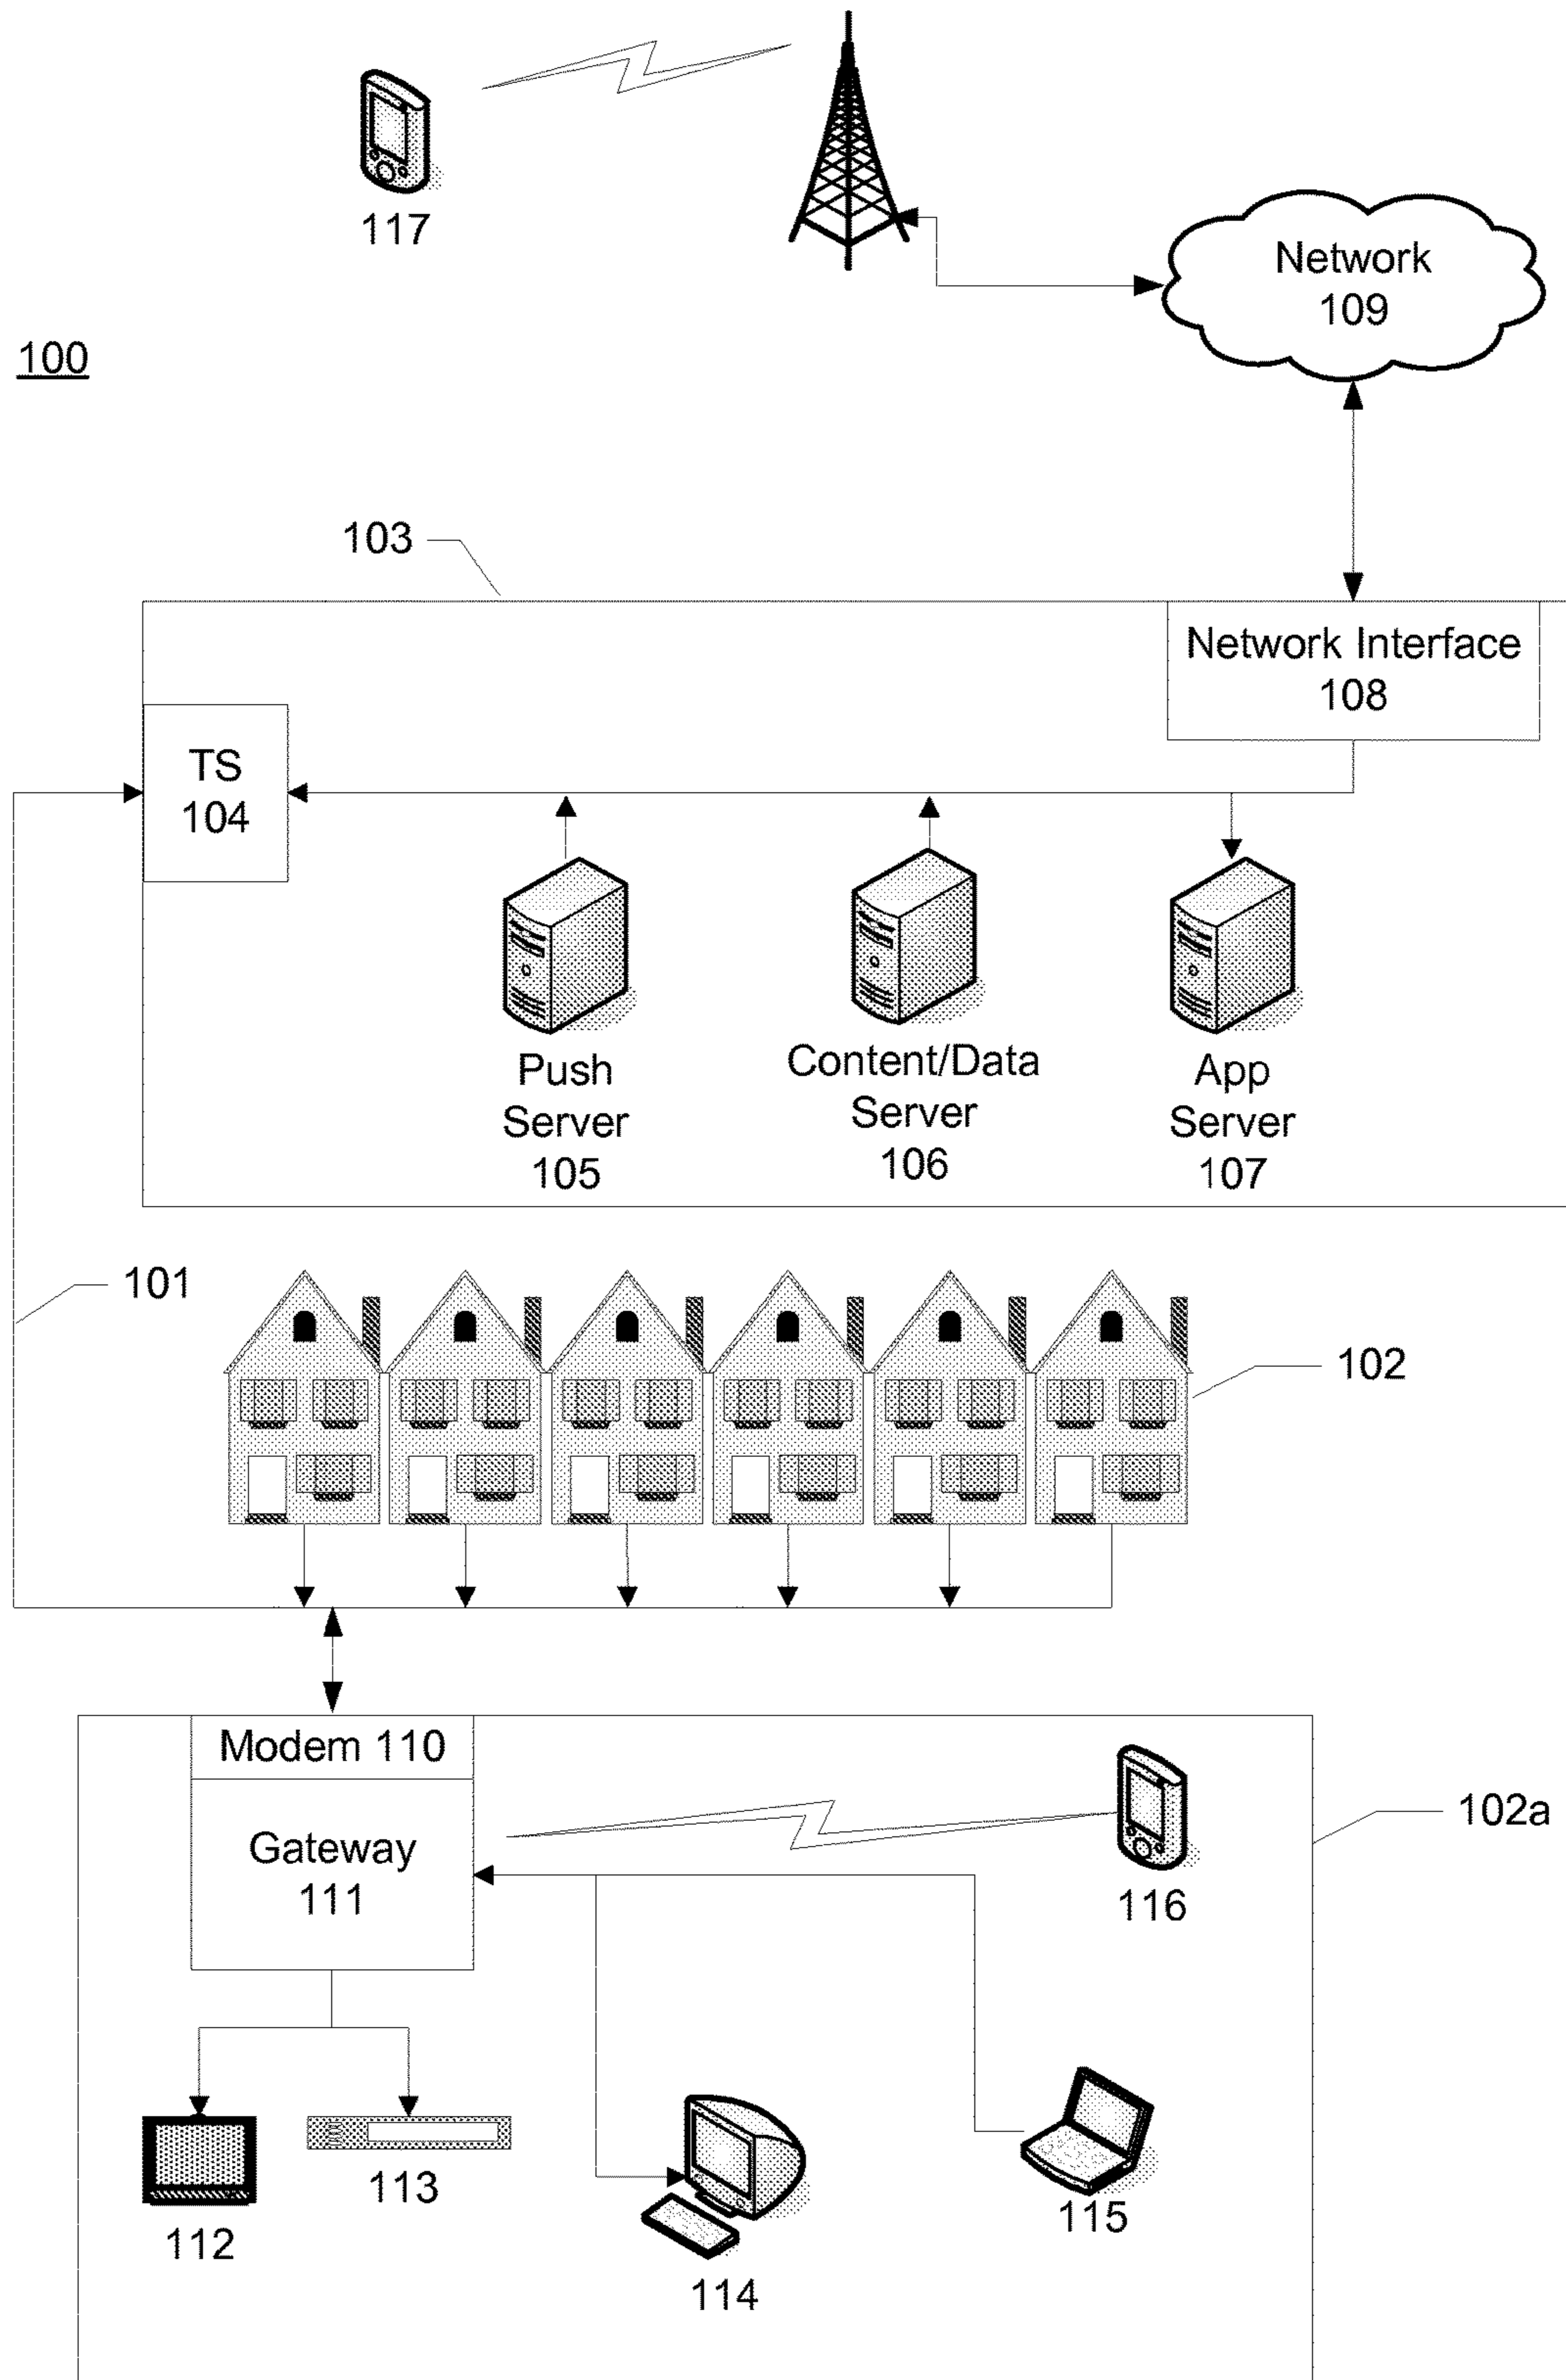 117
Network
109
100
103
Network Interface
108
TS
104
Push
Server
105
Content/Data
Server
106
App
Server
107
101
102
Modem 110
102a
Gateway
111
116
113
112
115
114